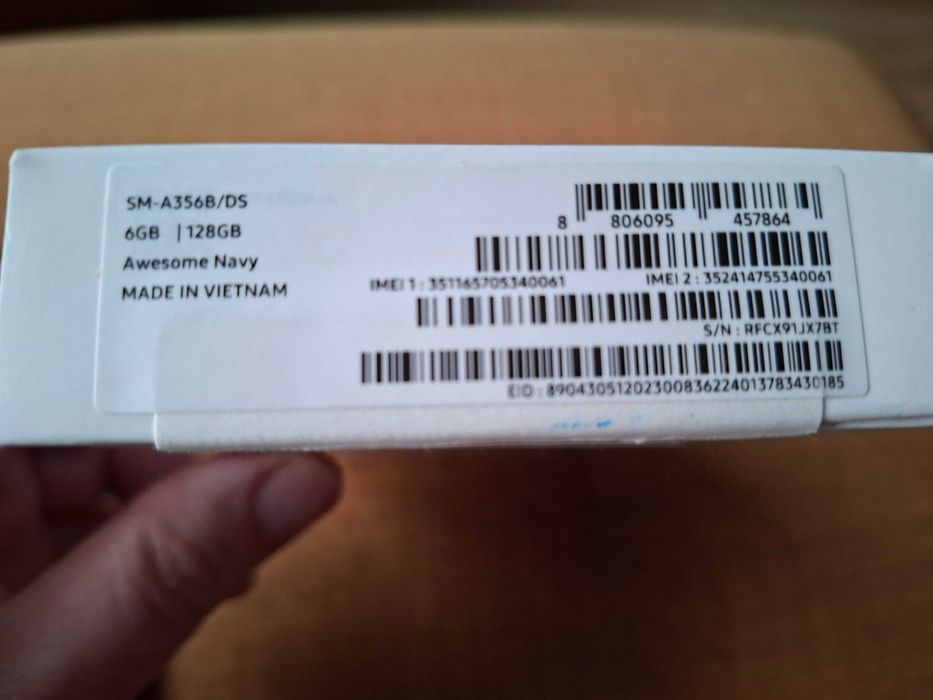 SM-A356B/DS
6GB | 128GB
Awesome Navy
MADE IN VIETNAM
8 806095 457864
IMEI 1 : 351165705340061 IMEI 2 : 352414755340061
S/N : RFCX91JX7BT
EID : 89043051202300836224013783430185